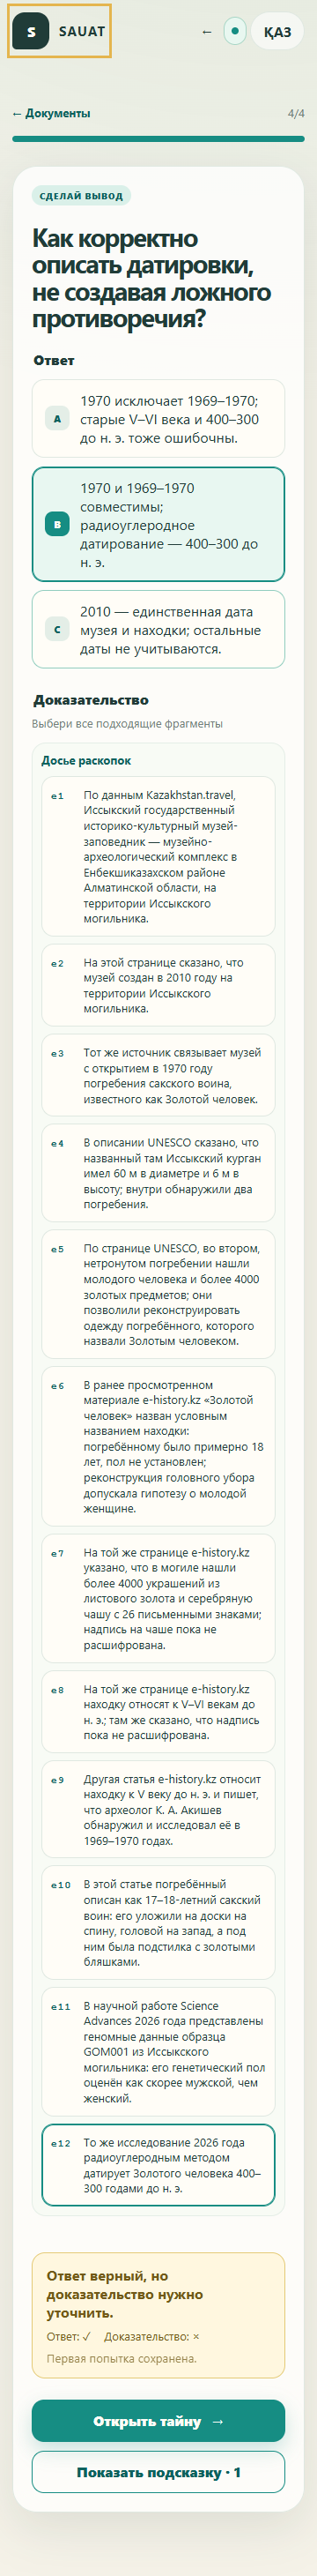 S SAUAT ← ҚАЗ
← Документы 4/4
СДЕЛАЙ ВЫВОД
Как корректно
описать датировки,
не создавая ложного
противоречия?
Ответ
A
1970 исключает 1969–1970;
старые V–VI века и 400–300
до н. э. тоже ошибочны.
B
1970 и 1969–1970
совместимы;
радиоуглеродное
датирование — 400–300 до
н. э.
C
2010 — единственная дата
музея и находки; остальные
даты не учитываются.
Доказательство
Выбери все подходящие фрагменты
Досье раскопок
e1 По данным Kazakhstan.travel,
Иссыкский государственный
историко-культурный музей-
заповедник — музейно-
археологический комплекс в
Енбекшиказахском районе
Алматинской области, на
территории Иссыкского
могильника.
e2 На этой странице сказано, что
музей создан в 2010 году на
территории Иссыкского
могильника.
e3 Тот же источник связывает музей
с открытием в 1970 году
погребения сакского воина,
известного как Золотой человек.
e4 В описании UNESCO сказано, что
названный там Иссыкский курган
имел 60 м в диаметре и 6 м в
высоту; внутри обнаружили два
погребения.
e5 По странице UNESCO, во втором,
нетронутом погребении нашли
молодого человека и более 4000
золотых предметов; они
позволили реконструировать
одежду погребённого, которого
назвали Золотым человеком.
e6 В ранее просмотренном
материале e-history.kz «Золотой
человек» назван условным
названием находки:
погребённому было примерно 18
лет, пол не установлен;
реконструкция головного убора
допускала гипотезу о молодой
женщине.
e7 На той же странице e-history.kz
указано, что в могиле нашли
более 4000 украшений из
листового золота и серебряную
чашу с 26 письменными знаками;
надпись на чаше пока не
расшифрована.
e8 На той же странице e-history.kz
находку относят к V–VI векам до
н. э.; там же сказано, что надпись
пока не расшифрована.
e9 Другая статья e-history.kz относит
находку к V веку до н. э. и пишет,
что археолог К. А. Акишев
обнаружил и исследовал её в
1969–1970 годах.
e10 В этой статье погребённый
описан как 17–18-летний сакский
воин: его уложили на доски на
спину, головой на запад, а под
ним была подстилка с золотыми
бляшками.
e11 В научной работе Science
Advances 2026 года представлены
геномные данные образца
GOM001 из Иссыкского
могильника: его генетический пол
оценён как скорее мужской, чем
женский.
e12 То же исследование 2026 года
радиоуглеродным методом
датирует Золотого человека 400–
300 годами до н. э.
Ответ верный, но
доказательство нужно
уточнить.
Ответ: ✓ Доказательство: ×
Первая попытка сохранена.
Открыть тайну →
Показать подсказку · 1